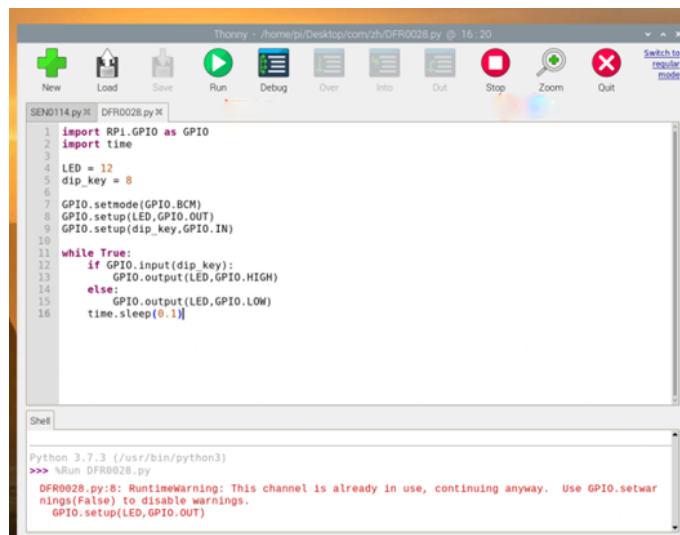 Thonny - /home/pi/Desktop/com/zh/DFR0028.py @ 16 : 20
New Load Save Run Debug Over Into Out Stop Zoom Quit
Switch to
regular
mode
SEN0114.py DFR0028.py
1 import RPi.GPIO as GPIO
2 import time
3
4 LED = 12
5 dip_key = 8
6
7 GPIO.setmode(GPIO.BCM)
8 GPIO.setup(LED,GPIO.OUT)
9 GPIO.setup(dip_key,GPIO.IN)
10
11 while True:
12     if GPIO.input(dip_key):
13         GPIO.output(LED,GPIO.HIGH)
14     else:
15         GPIO.output(LED,GPIO.LOW)
16     time.sleep(0.1)
Shell
Python 3.7.3 (/usr/bin/python3)
>>> %Run DFR0028.py
DFR0028.py:8: RuntimeWarning: This channel is already in use, continuing anyway.  Use GPIO.setwar
nings(False) to disable warnings.
  GPIO.setup(LED,GPIO.OUT)